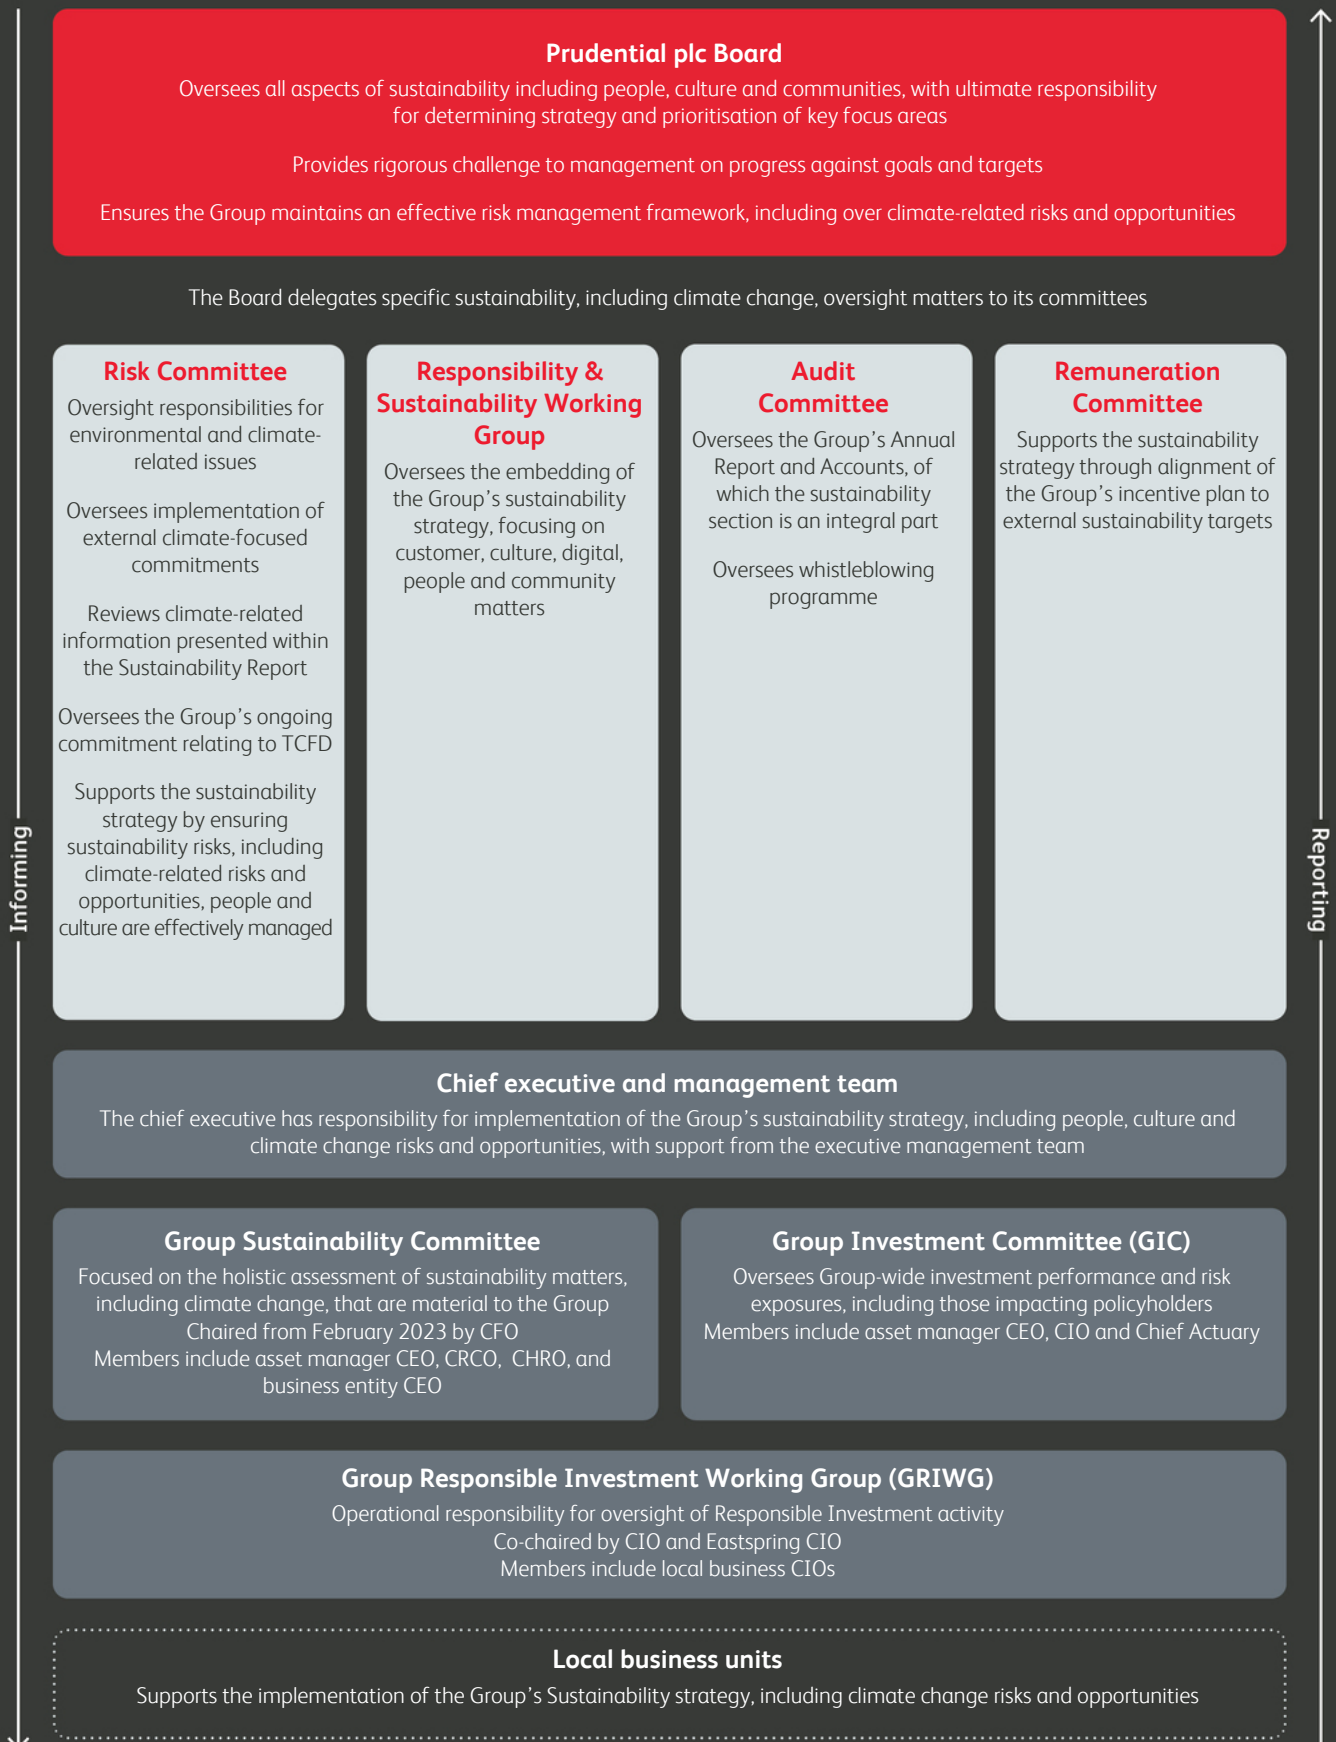 Prudential plc Board
Oversees all aspects of sustainability including people, culture and communities, with ultimate responsibility
for determining strategy and prioritisation of key focus areas
Provides rigorous challenge to management on progress against goals and targets
Ensures the Group maintains an effective risk management framework, including over climate-related risks and opportunities
The Board delegates specific sustainability, including climate change, oversight matters to its committees
Risk Committee
Oversight responsibilities for
environmental and climate-
related issues
Oversees implementation of
external climate-focused
commitments
Reviews climate-related
information presented within
the Sustainability Report
Oversees the Group's ongoing
commitment relating to TCFD
Supports the sustainability
strategy by ensuring
sustainability risks, including
climate-related risks and
opportunities, people and
culture are effectively managed
Responsibility &
Sustainability Working
Group
Oversees the embedding of
the Group's sustainability
strategy, focusing on
customer, culture, digital,
people and community
matters
Audit
Committee
Oversees the Group's Annual
Report and Accounts, of
which the sustainability
section is an integral part
Oversees whistleblowing
programme
Remuneration
Committee
Supports the sustainability
strategy through alignment of
the Group's incentive plan to
external sustainability targets
Informing
Reporting
Chief executive and management team
The chief executive has responsibility for implementation of the Group's sustainability strategy, including people, culture and
climate change risks and opportunities, with support from the executive management team
Group Sustainability Committee
Focused on the holistic assessment of sustainability matters,
including climate change, that are material to the Group
Chaired from February 2023 by CFO
Members include asset manager CEO, CRCO, CHRO, and
business entity CEO
Group Investment Committee (GIC)
Oversees Group-wide investment performance and risk
exposures, including those impacting policyholders
Members include asset manager CEO, CIO and Chief Actuary
Group Responsible Investment Working Group (GRIWG)
Operational responsibility for oversight of Responsible Investment activity
Co-chaired by CIO and Eastspring CIO
Members include local business CIOs
Local business units
Supports the implementation of the Group's Sustainability strategy, including climate change risks and opportunities